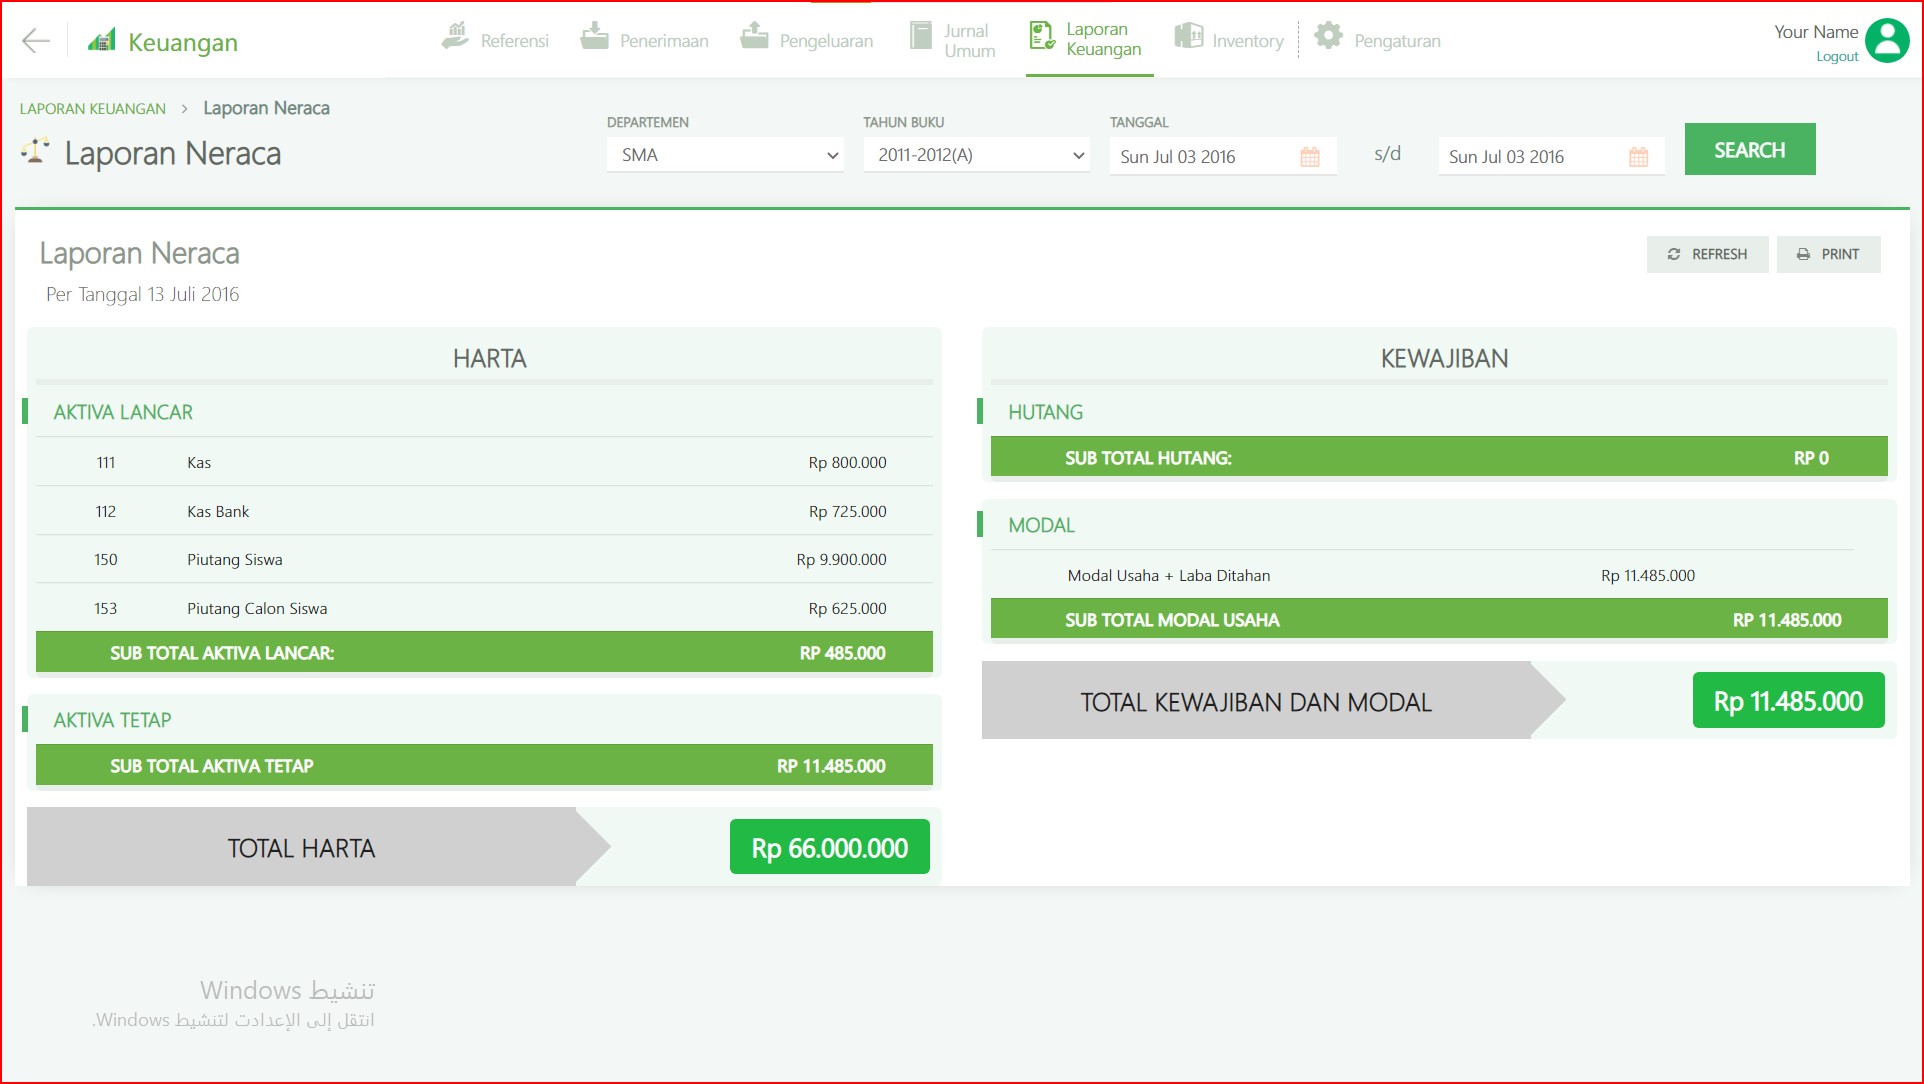 Keuangan
Referensi
Penerimaan
Pengeluaran
Jurnal
Umum
Laporan
Keuangan
Inventory
Pengaturan
Your Name
Logout
LAPORAN KEUANGAN > Laporan Neraca
Laporan Neraca
DEPARTEMEN
SMA
TAHUN BUKU
2011-2012(A)
TANGGAL
Sun Jul 03 2016
s/d
Sun Jul 03 2016
SEARCH
Laporan Neraca
Per Tanggal 13 Juli 2016
REFRESH
PRINT
HARTA
AKTIVA LANCAR
111 Kas Rp 800.000
112 Kas Bank Rp 725.000
150 Piutang Siswa Rp 9.900.000
153 Piutang Calon Siswa Rp 625.000
SUB TOTAL AKTIVA LANCAR: RP 485.000
AKTIVA TETAP
SUB TOTAL AKTIVA TETAP RP 11.485.000
TOTAL HARTA Rp 66.000.000
KEWAJIBAN
HUTANG
SUB TOTAL HUTANG: RP 0
MODAL
Modal Usaha + Laba Ditahan Rp 11.485.000
SUB TOTAL MODAL USAHA RP 11.485.000
TOTAL KEWAJIBAN DAN MODAL Rp 11.485.000
تنشيط Windows
انتقل إلى الإعدادت لتنشيط Windows.